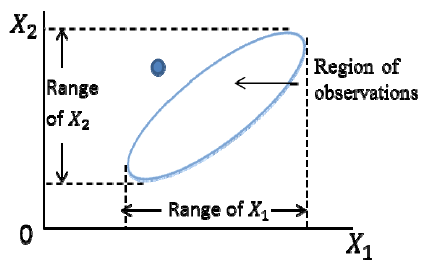 X₂
Range
of X₂
Region of
observations
Range of X₁
0
X₁